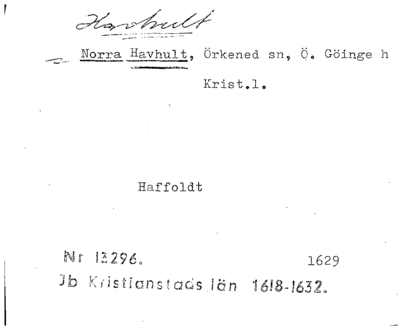 Havhult
Norra Havhult, Örkened sn, Ö. Göinge h
Krist.l.
Haffoldt
Nr 13296. 1629
Jb Kristianstads län 1618-1632.